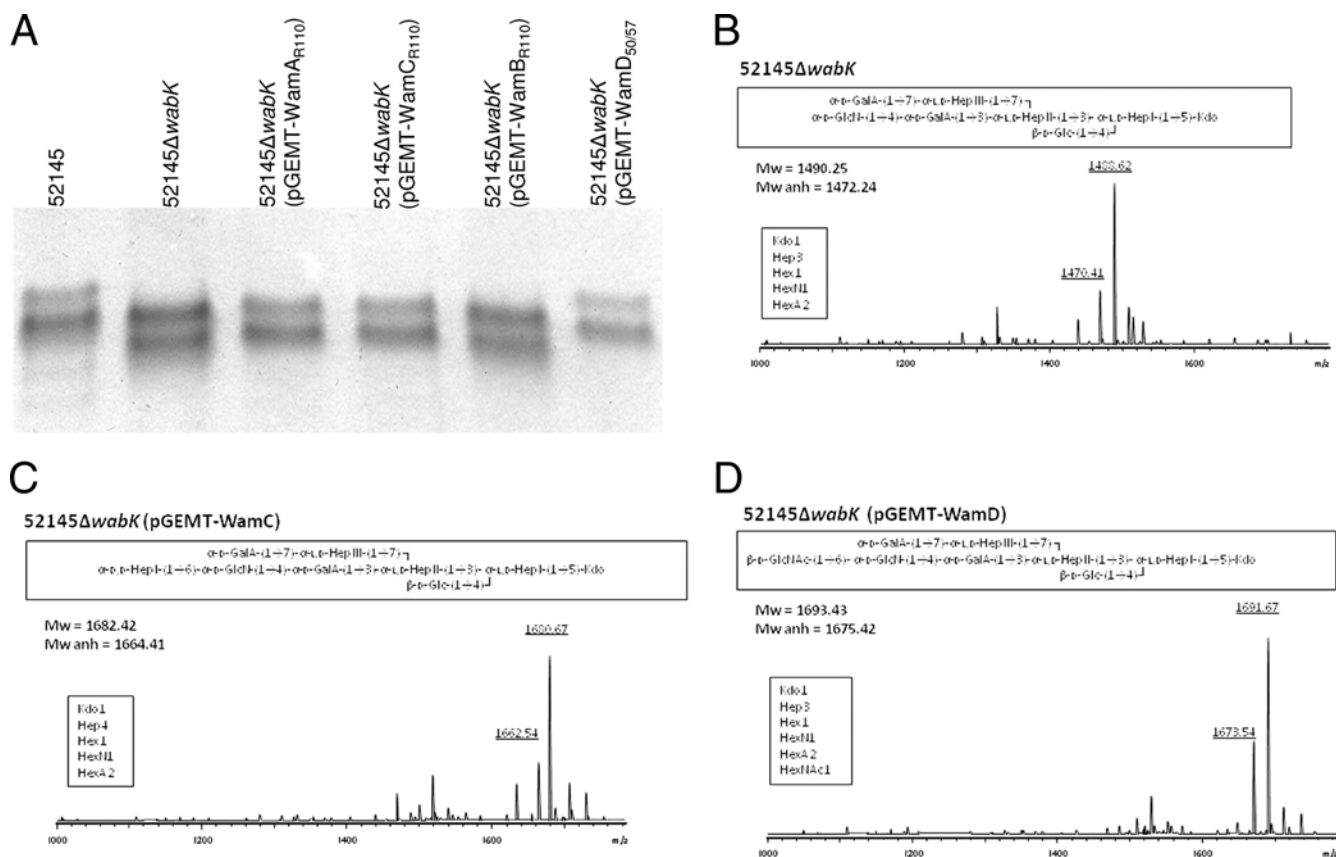 A
52145
52145ΔwabK
52145ΔwabK
(pGEMT-WamA_R110)
52145ΔwabK
(pGEMT-WamC_R110)
52145ΔwabK
(pGEMT-WamB_R110)
52145ΔwabK
(pGEMT-WamD_50/57)
B
52145ΔwabK
α-D-GalA-(1→7)-α-L,D-HepIII-(1→7)
α-D-GlcN-(1→4)-α-D-GalA-(1→3)-α-L,D-HepII-(1→3)-α-L,D-HepI-(1→5)-Kdo
β-D-Glc-(1→4)
Mw = 1490.25
Mw anh = 1472.24
1488.62
1470.41
Kdo1
Hep3
Hex1
HexN1
HexA2
1000 1200 1400 1600 m/z
C
52145ΔwabK (pGEMT-WamC)
α-D-GalA-(1→7)-α-L,D-HepIII-(1→7)
α-D,D-HepI-(1→6)-α-D-GlcN-(1→4)-α-D-GalA-(1→3)-α-L,D-HepII-(1→3)-α-L,D-HepI-(1→5)-Kdo
β-D-Glc-(1→4)
Mw = 1682.42
Mw anh = 1664.41
1680.67
1662.54
Kdo1
Hep4
Hex1
HexN1
HexA2
1000 1200 1400 1600 m/z
D
52145ΔwabK (pGEMT-WamD)
α-D-GalA-(1→7)-α-L,D-HepIII-(1→7)
β-D-GlcNAc-(1→6)-α-D-GlcN-(1→4)-α-D-GalA-(1→3)-α-L,D-HepII-(1→3)-α-L,D-HepI-(1→5)-Kdo
β-D-Glc-(1→4)
Mw = 1693.43
Mw anh = 1675.42
1691.67
1673.54
Kdo1
Hep3
Hex1
HexN1
HexA2
HexNAc1
1000 1200 1400 1600 m/z